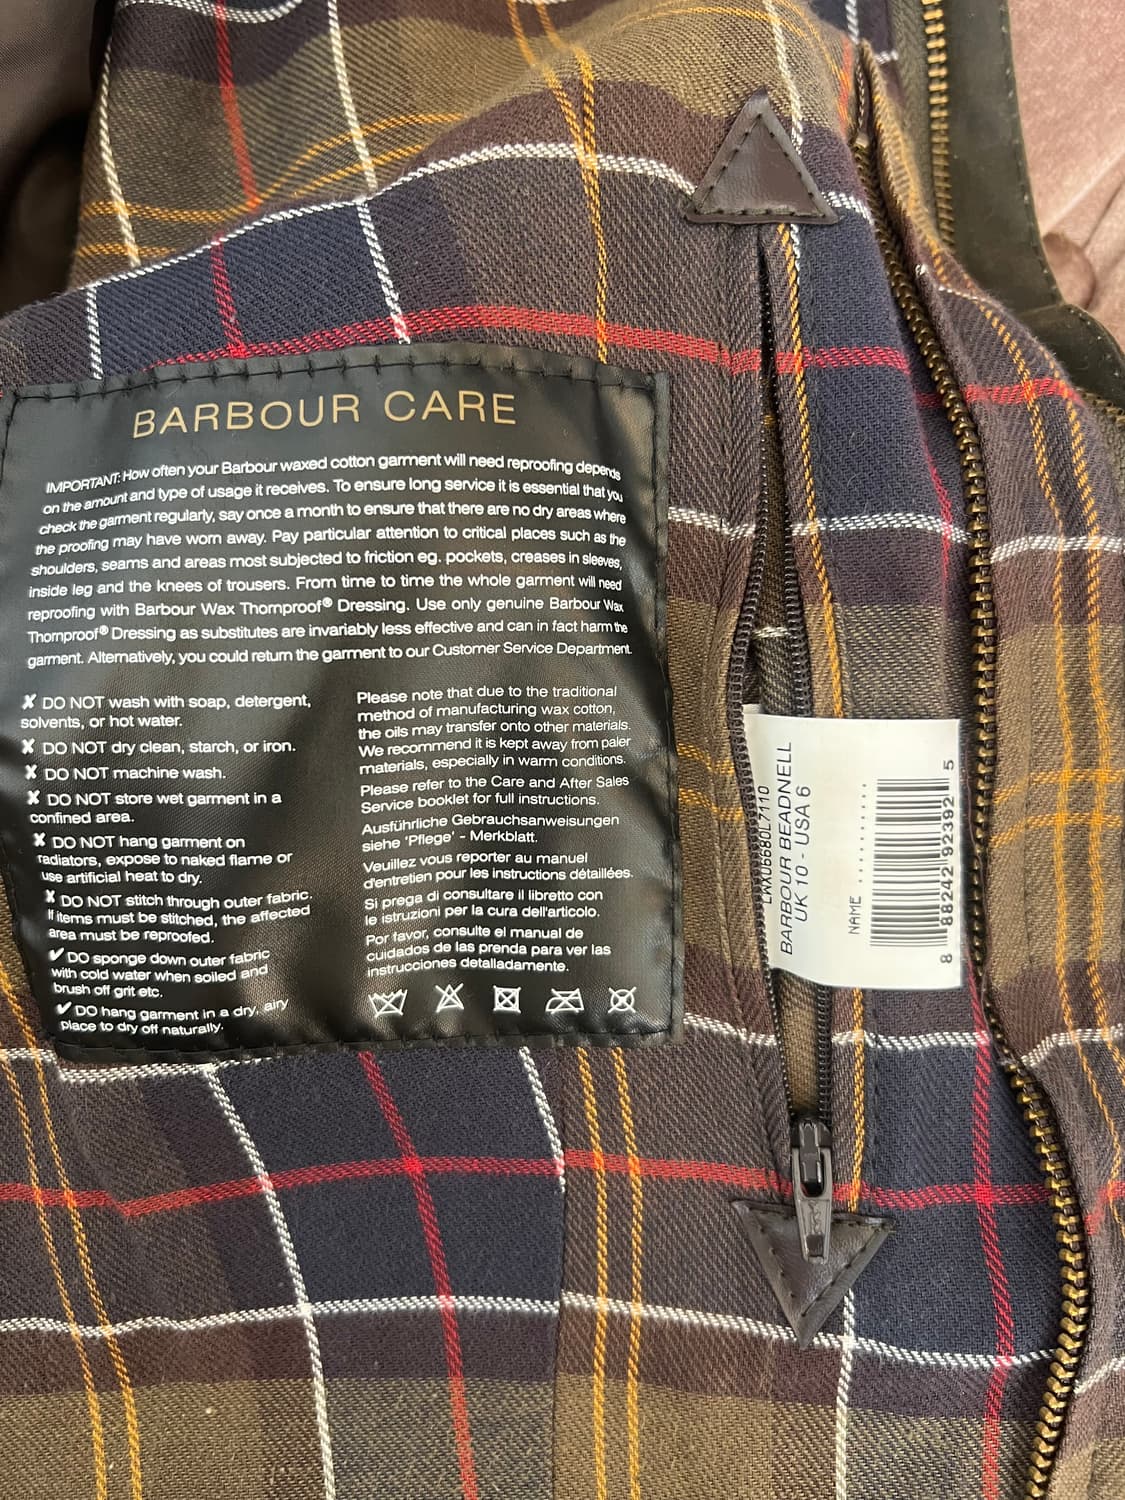 BARBOUR CARE
IMPORTANT: How often your Barbour waxed cotton garment will need reproofing depends
on the amount and type of usage it receives. To ensure long service it is essential that you
check the garment regularly, say once a month to ensure that there are no dry areas where
the proofing may have worn away. Pay particular attention to critical places such as the
shoulders, seams and areas most subjected to friction eg. pockets, creases in sleeves,
inside leg and the knees of trousers. From time to time the whole garment will need
reproofing with Barbour Wax Thornproof® Dressing. Use only genuine Barbour Wax
Thornproof® Dressing as substitutes are invariably less effective and can in fact harm the
garment. Alternatively, you could return the garment to our Customer Service Department.
✘ DO NOT wash with soap, detergent,
solvents, or hot water.
✘ DO NOT dry clean, starch, or iron.
✘ DO NOT machine wash.
✘ DO NOT store wet garment in a
confined area.
✘ DO NOT hang garment on
radiators, expose to naked flame or
use artificial heat to dry.
✘ DO NOT stitch through outer fabric.
If items must be stitched, the affected
area must be reproofed.
✔ DO sponge down outer fabric
with cold water when soiled and
brush off grit etc.
✔ DO hang garment in a dry, airy
place to dry off naturally.
Please note that due to the traditional
method of manufacturing wax cotton,
the oils may transfer onto other materials.
We recommend it is kept away from paler
materials, especially in warm conditions.
Please refer to the Care and After Sales
Service booklet for full instructions.
Ausführliche Gebrauchsanweisungen
siehe 'Pflege' - Merkblatt.
Veuillez vous reporter au manuel
d'entretien pour les instructions détaillées.
Si prega di consultare il libretto con
le istruzioni per la cura dell'articolo.
Por favor, consulte el manual de
cuidados de las prenda para ver las
instrucciones detalladamente.
LWX0668OL7110
BARBOUR BEADNELL
UK 10 - USA 6
NAME ..........
8 88242 92392 5